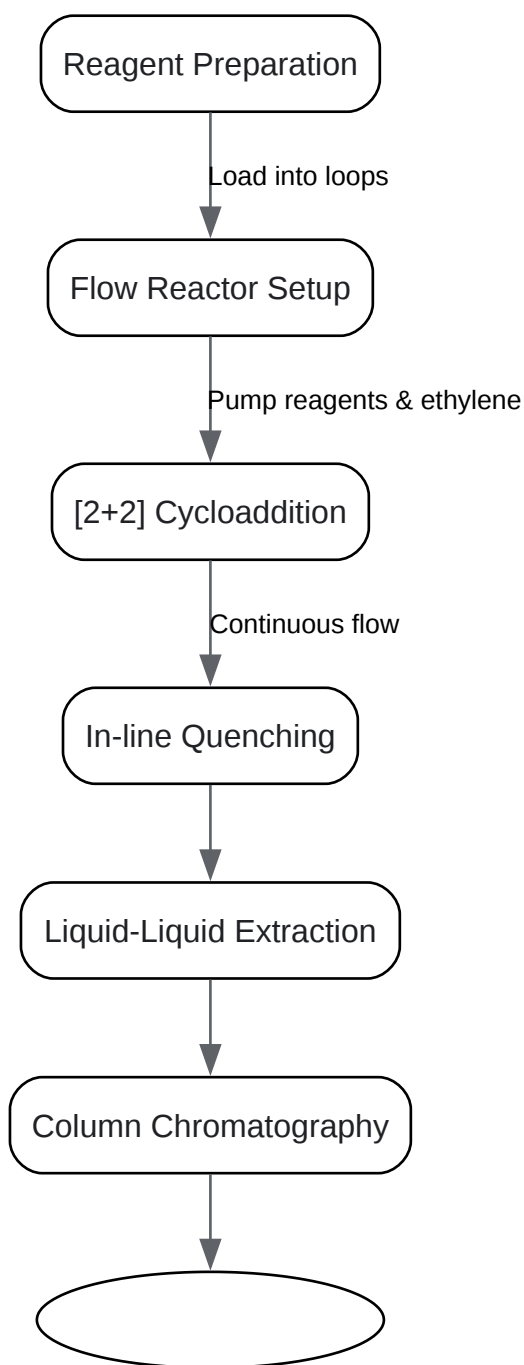 Reagent Preparation
Load into loops
Flow Reactor Setup
Pump reagents & ethylene
[2+2] Cycloaddition
Continuous flow
In-line Quenching
Liquid-Liquid Extraction
Column Chromatography